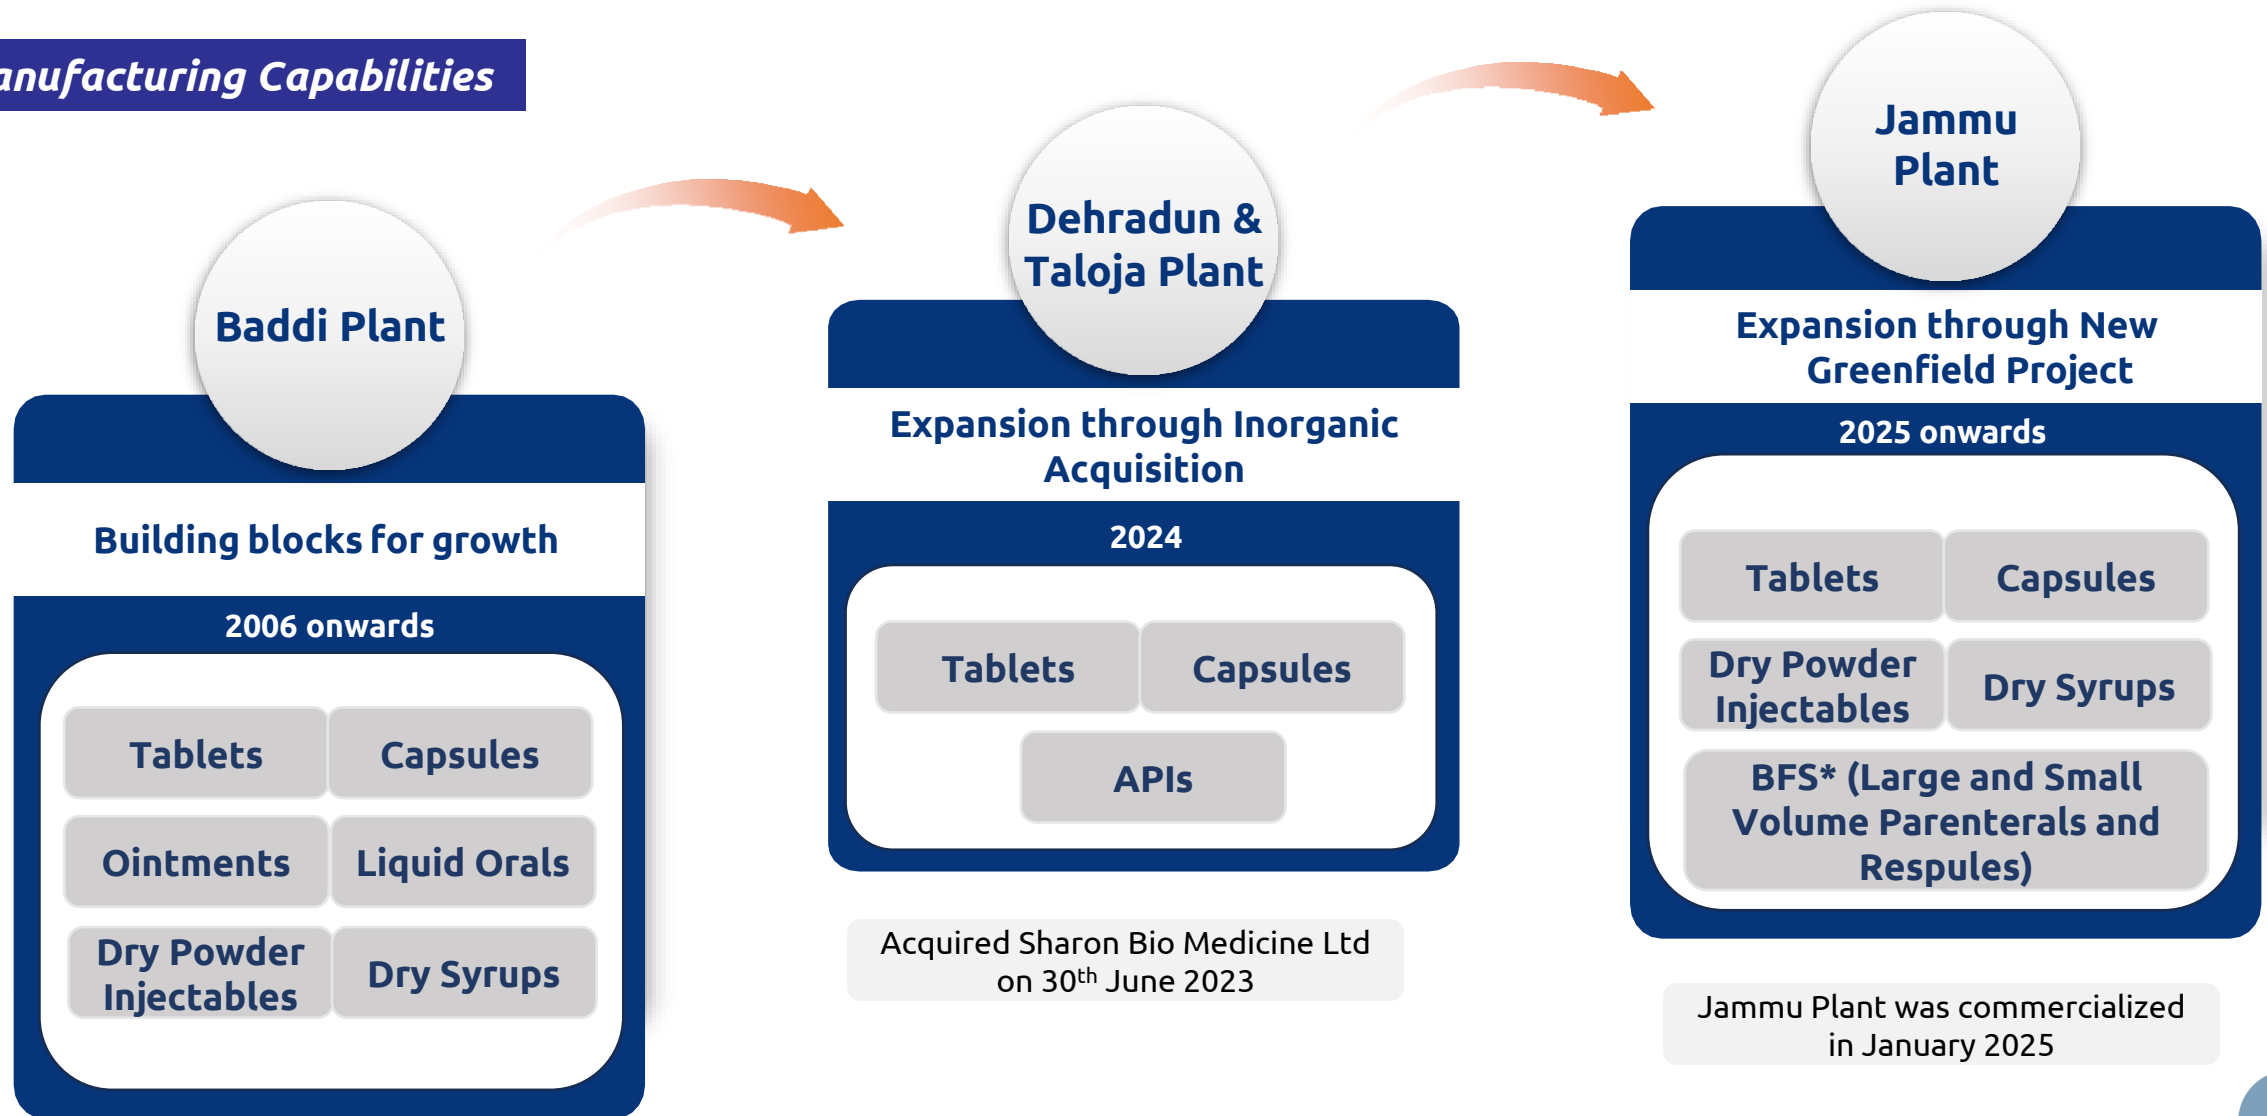 anufacturing Capabilities
Baddi Plant
Building blocks for growth
2006 onwards
Tablets
Capsules
Ointments
Liquid Orals
Dry Powder
Injectables
Dry Syrups
Dehradun &
Taloja Plant
Expansion through Inorganic
Acquisition
2024
Tablets
Capsules
APIs
Acquired Sharon Bio Medicine Ltd
on 30th June 2023
Jammu
Plant
Expansion through New
Greenfield Project
2025 onwards
Tablets
Capsules
Dry Powder
Injectables
Dry Syrups
BFS* (Large and Small
Volume Parenterals and
Respules)
Jammu Plant was commercialized
in January 2025